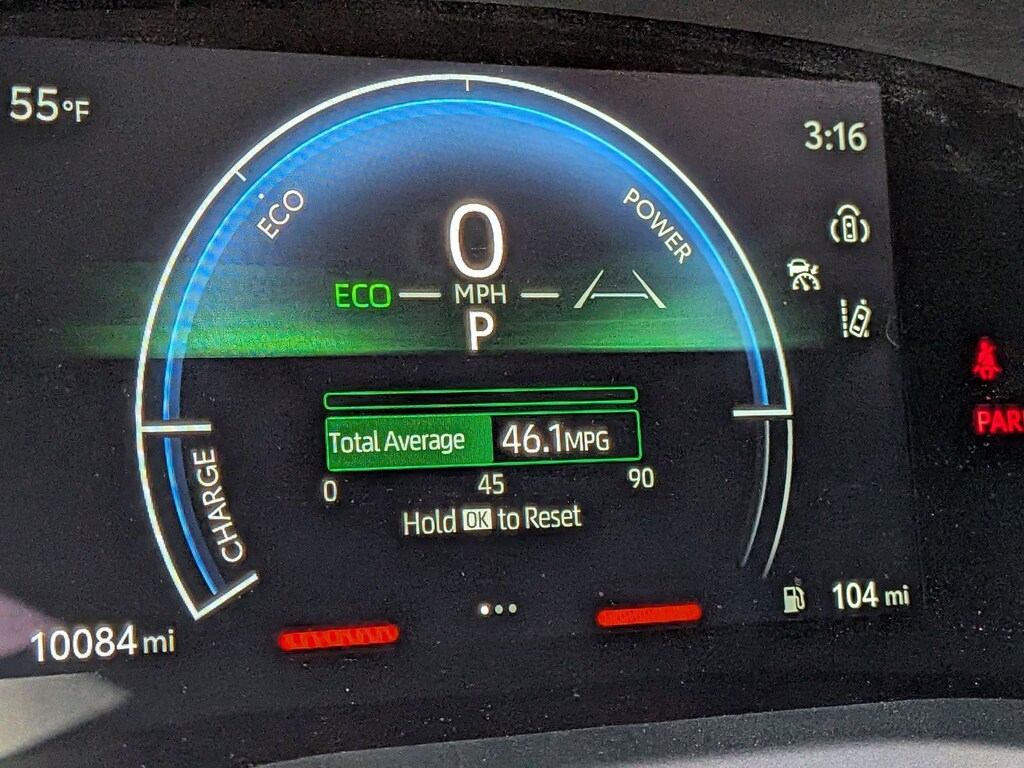 55°F
3:16
ECO
POWER
0
ECO MPH
P
Total Average 46.1MPG
0 45 90
CHARGE
Hold OK to Reset
104 mi
10084 mi